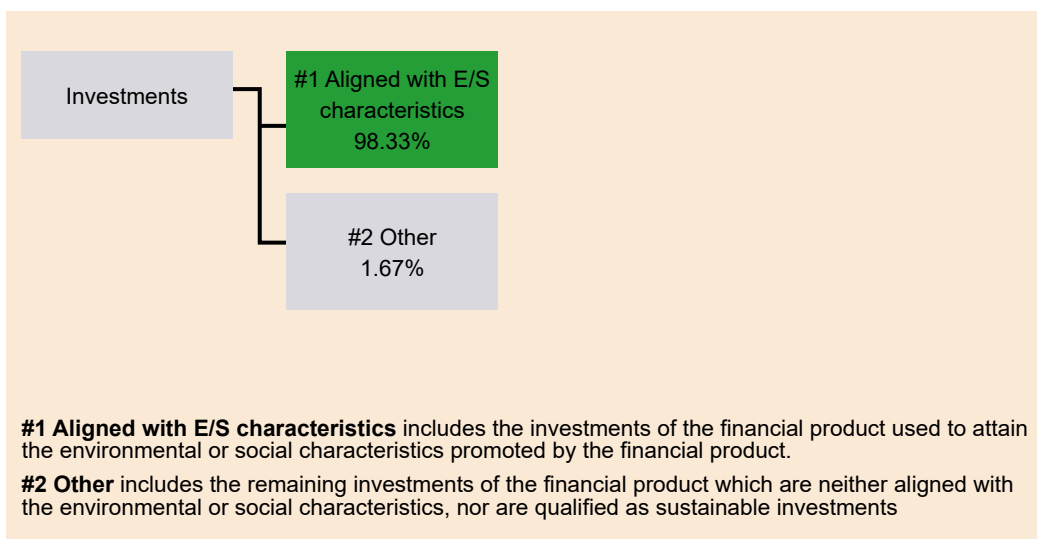 Investments
#1 Aligned with E/S
characteristics
98.33%
#2 Other
1.67%
#1 Aligned with E/S characteristics includes the investments of the financial product used to attain
the environmental or social characteristics promoted by the financial product.
#2 Other includes the remaining investments of the financial product which are neither aligned with
the environmental or social characteristics, nor are qualified as sustainable investments